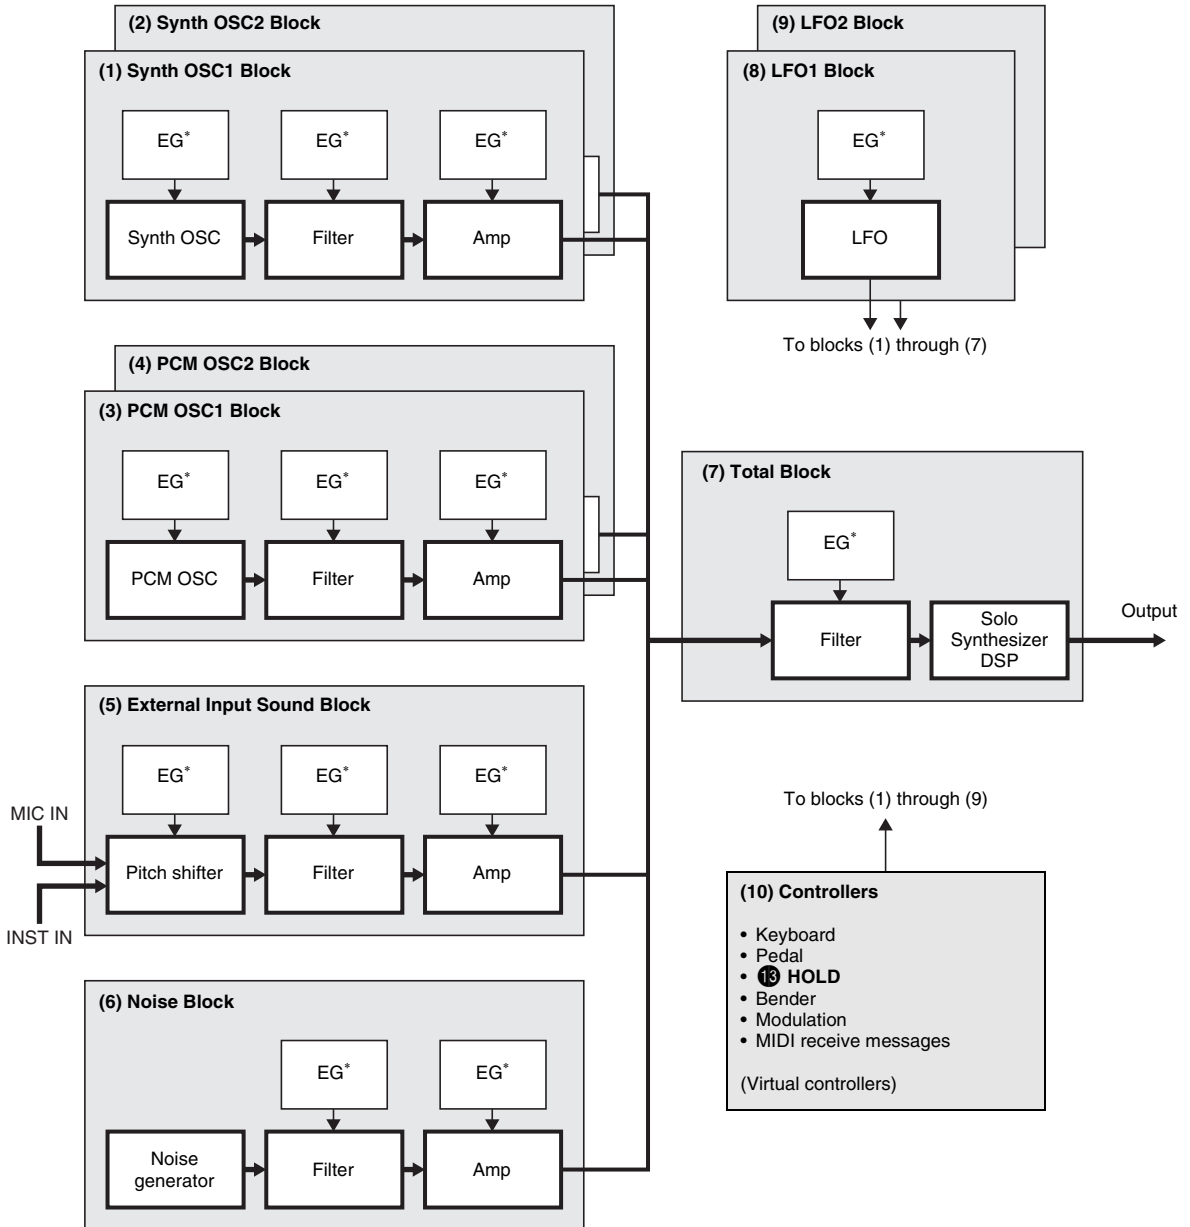 (2) Synth OSC2 Block
(1) Synth OSC1 Block
EG*
EG*
EG*
Synth OSC
Filter
Amp
(9) LFO2 Block
(8) LFO1 Block
EG*
LFO
To blocks (1) through (7)
(4) PCM OSC2 Block
(3) PCM OSC1 Block
EG*
EG*
EG*
PCM OSC
Filter
Amp
(7) Total Block
EG*
Filter
Solo
Synthesizer
DSP
Output
(5) External Input Sound Block
EG*
EG*
EG*
MIC IN
Pitch shifter
Filter
Amp
INST IN
To blocks (1) through (9)
(10) Controllers
• Keyboard
• Pedal
• ⓭ HOLD
• Bender
• Modulation
• MIDI receive messages
(Virtual controllers)
(6) Noise Block
EG*
EG*
Noise
generator
Filter
Amp